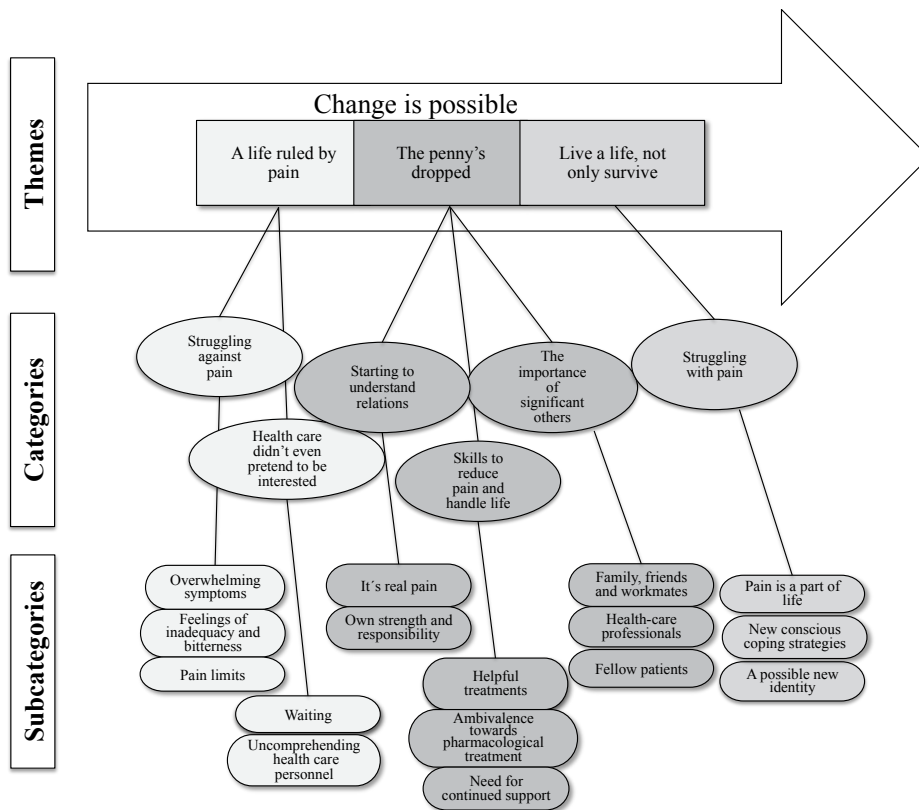 Themes
Change is possible
A life ruled by
pain
The penny's
dropped
Live a life, not
only survive
Categories
Struggling
against
pain
Health care
didn't even
pretend to be
interested
Starting to
understand
relations
Skills to
reduce
pain and
handle life
The
importance of
significant
others
Struggling
with pain
Subcategories
Overwhelming
symptoms
Feelings of
inadequacy and
bitterness
Pain limits
Waiting
Uncomprehending
health care
personnel
It´s real pain
Own strength and
responsibility
Helpful
treatments
Ambivalence
towards
pharmacological
treatment
Need for
continued support
Family, friends
and workmates
Health-care
professionals
Fellow patients
Pain is a part of
life
New conscious
coping strategies
A possible new
identity